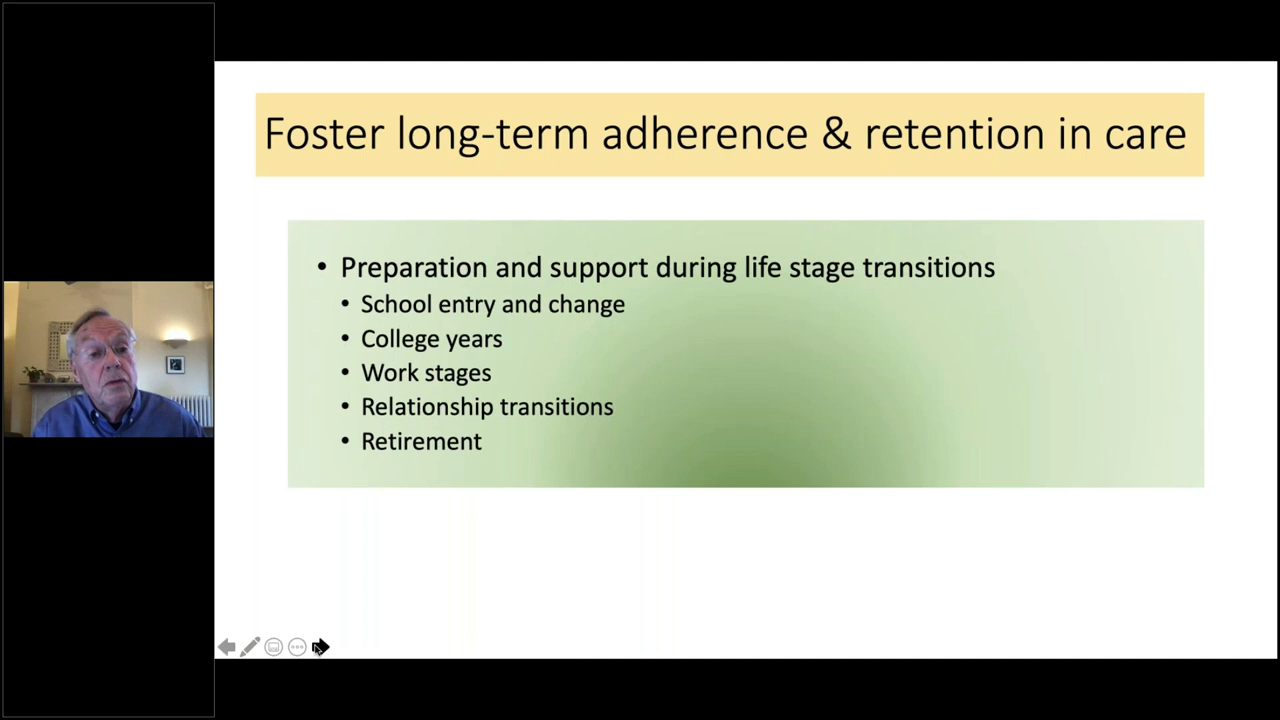 Foster long-term adherence & retention in care
• Preparation and support during life stage transitions
• School entry and change
• College years
• Work stages
• Relationship transitions
• Retirement